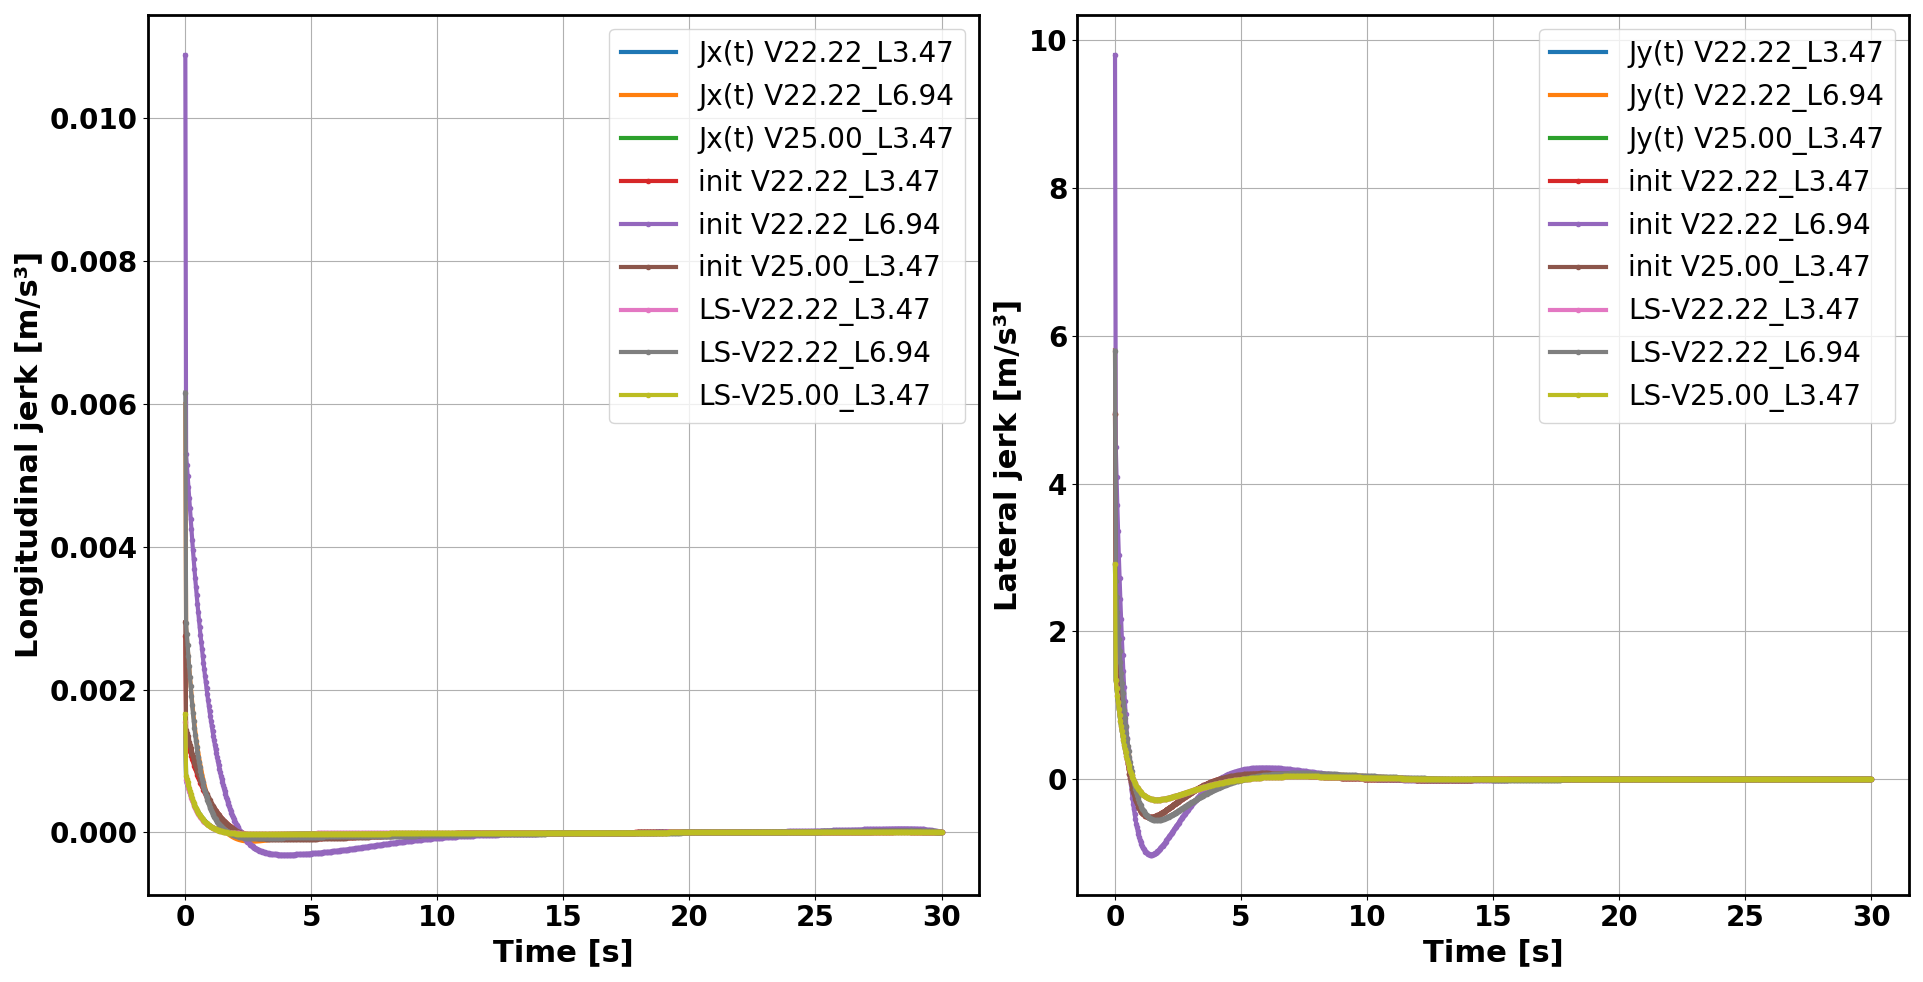 Longitudinal jerk [m/s³]
0.010
0.008
0.006
0.004
0.002
0.000
Jx(t) V22.22_L3.47
Jx(t) V22.22_L6.94
Jx(t) V25.00_L3.47
init V22.22_L3.47
init V22.22_L6.94
init V25.00_L3.47
LS-V22.22_L3.47
LS-V22.22_L6.94
LS-V25.00_L3.47
0 5 10 15 20 25 30
Time [s]
Lateral jerk [m/s³]
10
8
6
4
2
0
Jy(t) V22.22_L3.47
Jy(t) V22.22_L6.94
Jy(t) V25.00_L3.47
init V22.22_L3.47
init V22.22_L6.94
init V25.00_L3.47
LS-V22.22_L3.47
LS-V22.22_L6.94
LS-V25.00_L3.47
0 5 10 15 20 25 30
Time [s]